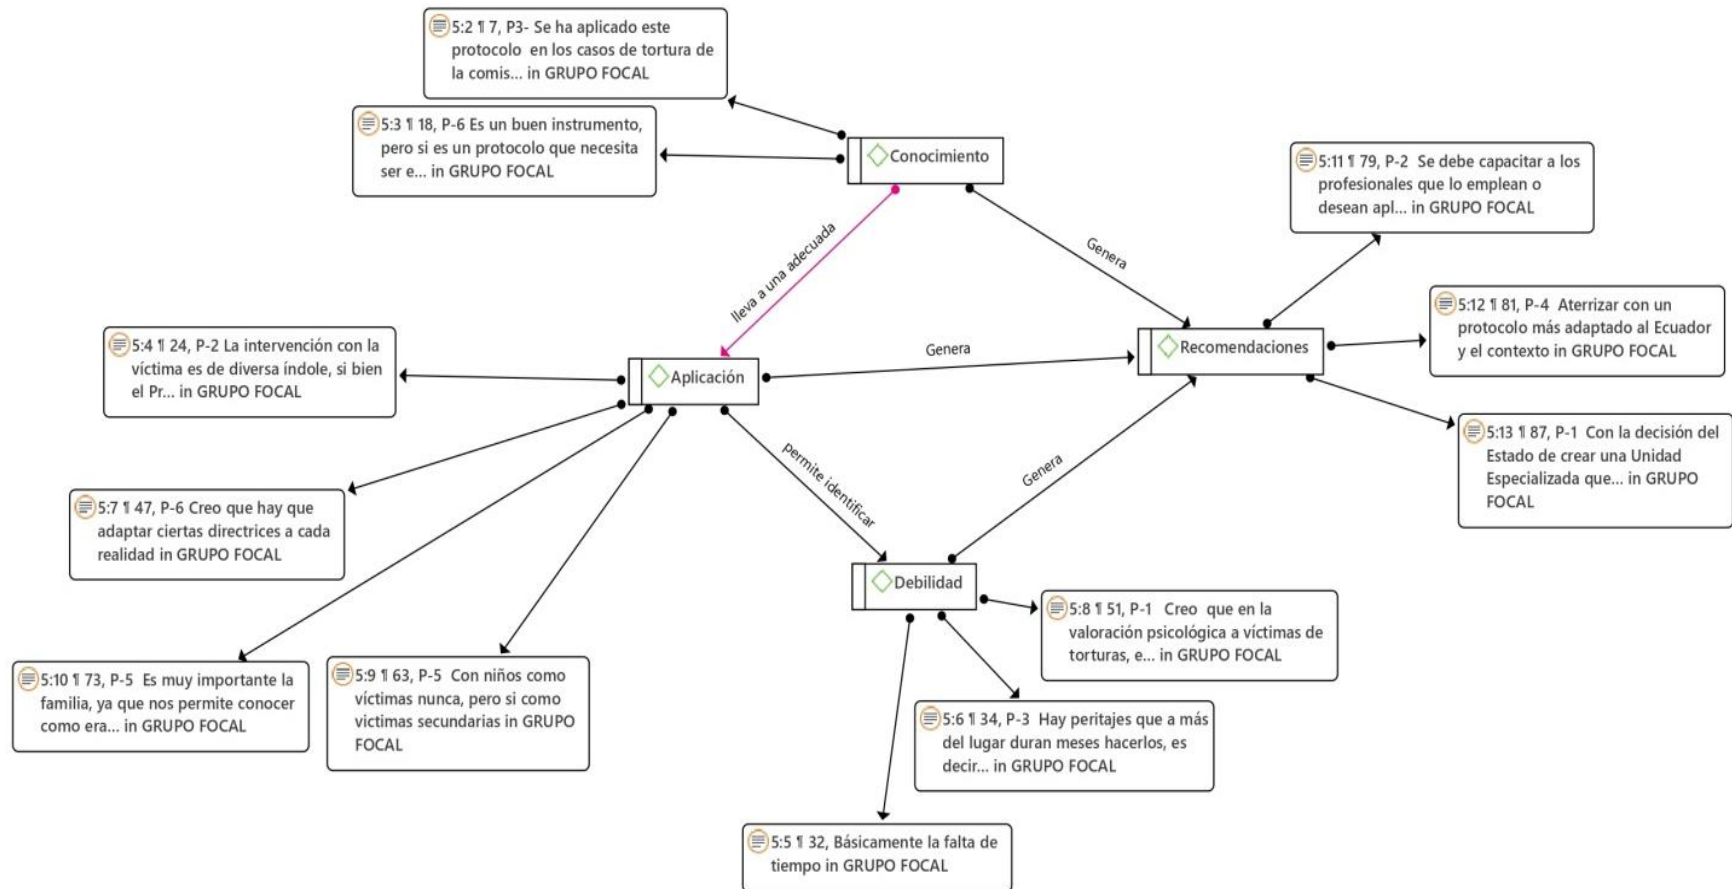 5:2 ¶ 7, P3- Se ha aplicado este
protocolo en los casos de tortura de
la comis... in GRUPO FOCAL
5:3 ¶ 18, P-6 Es un buen instrumento,
pero si es un protocolo que necesita
ser e... in GRUPO FOCAL
Conocimiento
5:11 ¶ 79, P-2 Se debe capacitar a los
profesionales que lo emplean o
desean apl... in GRUPO FOCAL
lleva a una adecuada
Genera
5:12 ¶ 81, P-4 Aterrizar con un
protocolo más adaptado al Ecuador
y el contexto in GRUPO FOCAL
5:4 ¶ 24, P-2 La intervención con la
víctima es de diversa índole, si bien
el Pr... in GRUPO FOCAL
Aplicación
Genera
Recomendaciones
5:13 ¶ 87, P-1 Con la decisión del
Estado de crear una Unidad
Especializada que... in GRUPO
FOCAL
5:7 ¶ 47, P-6 Creo que hay que
adaptar ciertas directrices a cada
realidad in GRUPO FOCAL
permite identificar
Genera
Debilidad
5:8 ¶ 51, P-1 Creo que en la
valoración psicológica a víctimas de
torturas, e... in GRUPO FOCAL
5:10 ¶ 73, P-5 Es muy importante la
familia, ya que nos permite conocer
como era... in GRUPO FOCAL
5:9 ¶ 63, P-5 Con niños como
víctimas nunca, pero si como
victimas secundarias in GRUPO
FOCAL
5:6 ¶ 34, P-3 Hay peritajes que a más
del lugar duran meses hacerlos, es
decir... in GRUPO FOCAL
5:5 ¶ 32, Básicamente la falta de
tiempo in GRUPO FOCAL